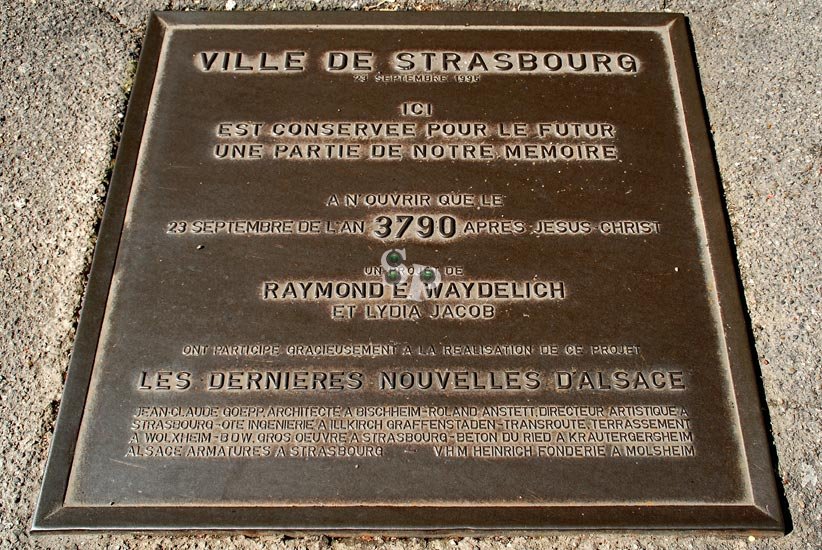 VILLE DE STRASBOURG
23 SEPTEMBRE 1995
ICI
EST CONSERVEE POUR LE FUTUR
UNE PARTIE DE NOTRE MEMOIRE
A N'OUVRIR QUE LE
23 SEPTEMBRE DE L'AN 3790 APRES JESUS-CHRIST
UN PROJET DE
RAYMOND E. WAYDELICH
ET LYDIA JACOB
ONT PARTICIPE GRACIEUSEMENT A LA REALISATION DE CE PROJET
LES DERNIERES NOUVELLES D'ALSACE
JEAN-CLAUDE GOEPP, ARCHITECTE A BISCHHEIM-ROLAND ANSTETT, DIRECTEUR ARTISTIQUE A
STRASBOURG-OTE INGENIERIE A ILLKIRCH GRAFFENSTADEN-TRANSROUTE, TERRASSEMENT
A WOLXHEIM-BDW, GROS OEUVRE A STRASBOURG-BETON DU RIED A KRAUTERGERSHEIM
ALSACE ARMATURES A STRASBOURG VHM HEINRICH FONDERIE A MOLSHEIM
SP